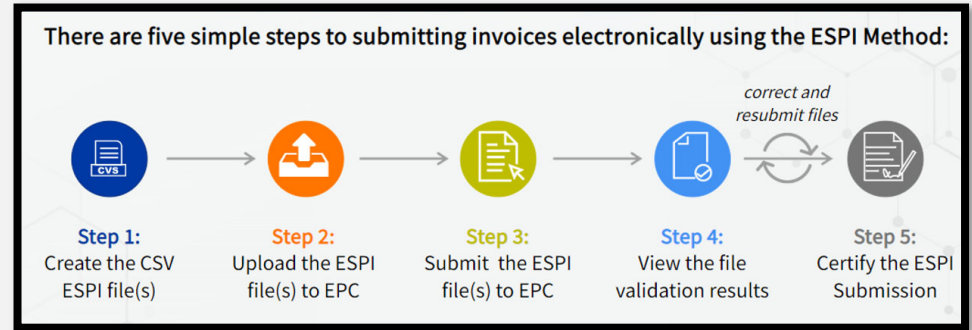 There are five simple steps to submitting invoices electronically using the ESPI Method:
correct and
resubmit files
CVS
Step 1:
Create the CSV
ESPI file(s)
Step 2:
Upload the ESPI
file(s) to EPC
Step 3:
Submit the ESPI
file(s) to EPC
Step 4:
View the file
validation results
Step 5:
Certify the ESPI
Submission